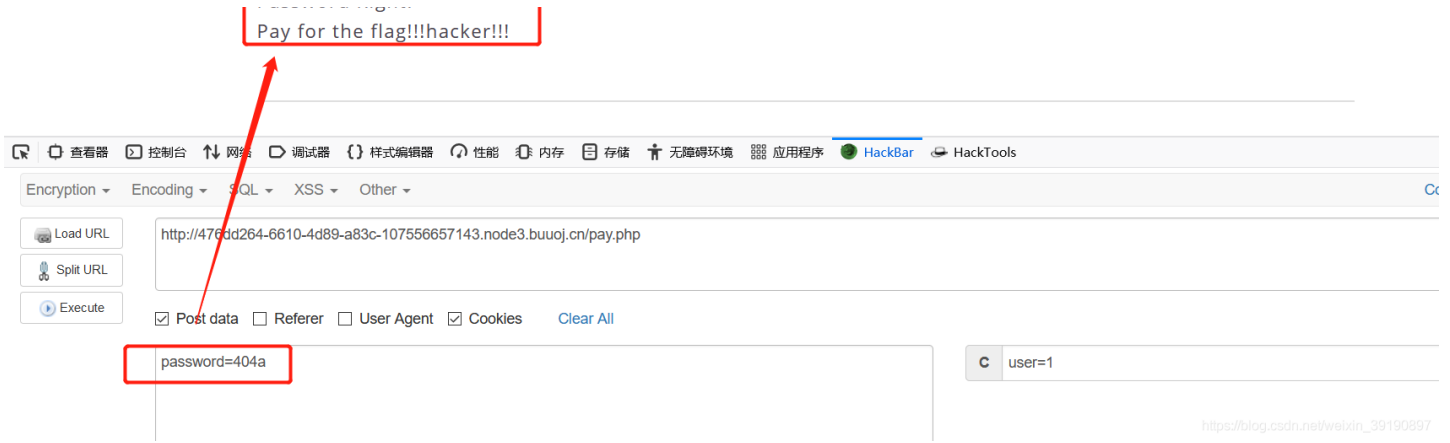 Pay for the flag!!!hacker!!!
查看器 控制台 网络 调试器 {} 样式编辑器 性能 内存 存储 无障碍环境 应用程序 HackBar HackTools
Encryption Encoding SQL XSS Other
Load URL
http://476dd264-6610-4d89-a83c-107556657143.node3.buuoj.cn/pay.php
Split URL
Execute
Post data Referer User Agent Cookies Clear All
password=404a
C user=1
https://blog.csdn.net/weixin_39190897